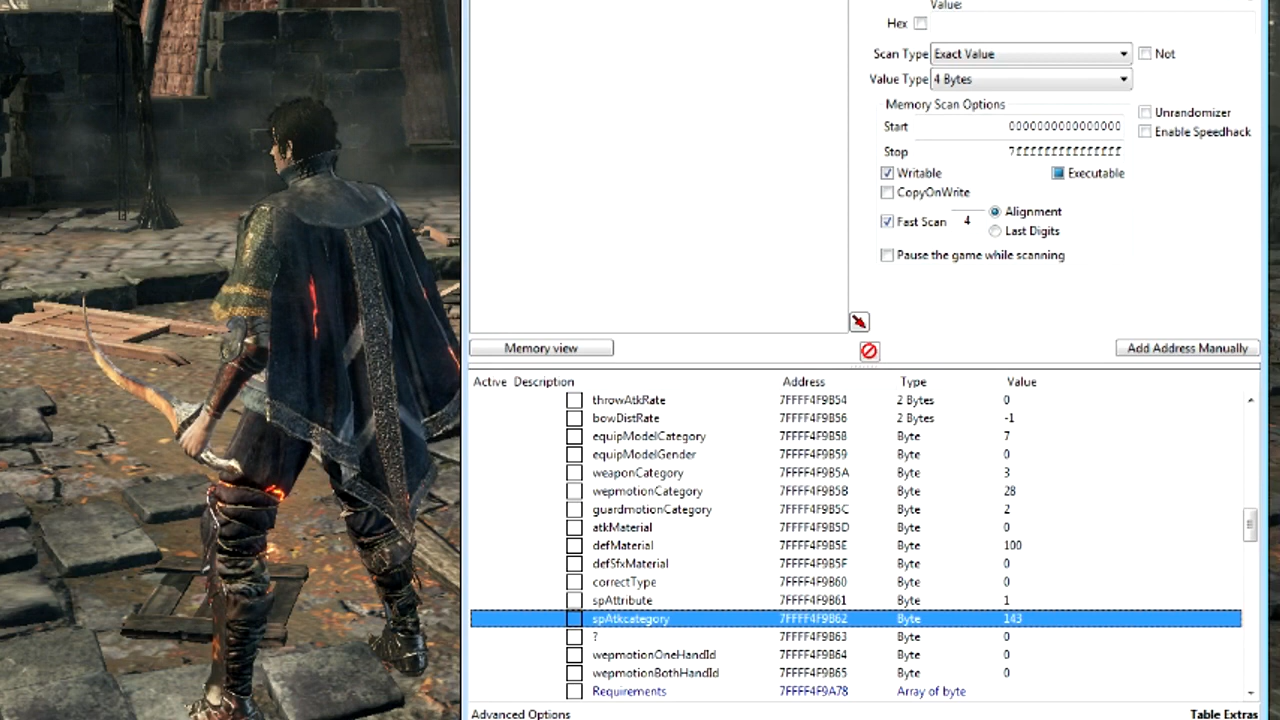 Value:
Hex
Scan Type Exact Value Not
Value Type 4 Bytes
Memory Scan Options
Unrandomizer
Start 0000000000000000
Enable Speedhack
Stop 7fffffffffffffff
Writable Executable
CopyOnWrite
Fast Scan 4 Alignment
Last Digits
Pause the game while scanning
Memory view Add Address Manually
Active Description Address Type Value
throwAtkRate 7FFFF4F9B54 2 Bytes 0
bowDistRate 7FFFF4F9B56 2 Bytes -1
equipModelCategory 7FFFF4F9B58 Byte 7
equipModelGender 7FFFF4F9B59 Byte 0
weaponCategory 7FFFF4F9B5A Byte 3
wepmotionCategory 7FFFF4F9B5B Byte 28
guardmotionCategory 7FFFF4F9B5C Byte 2
atkMaterial 7FFFF4F9B5D Byte 0
defMaterial 7FFFF4F9B5E Byte 100
defSfxMaterial 7FFFF4F9B5F Byte 0
correctType 7FFFF4F9B60 Byte 0
spAttribute 7FFFF4F9B61 Byte 1
spAtkcategory 7FFFF4F9B62 Byte 143
? 7FFFF4F9B63 Byte 0
wepmotionOneHandId 7FFFF4F9B64 Byte 0
wepmotionBothHandId 7FFFF4F9B65 Byte 0
Requirements 7FFFF4F9A78 Array of byte
Advanced Options Table Extras